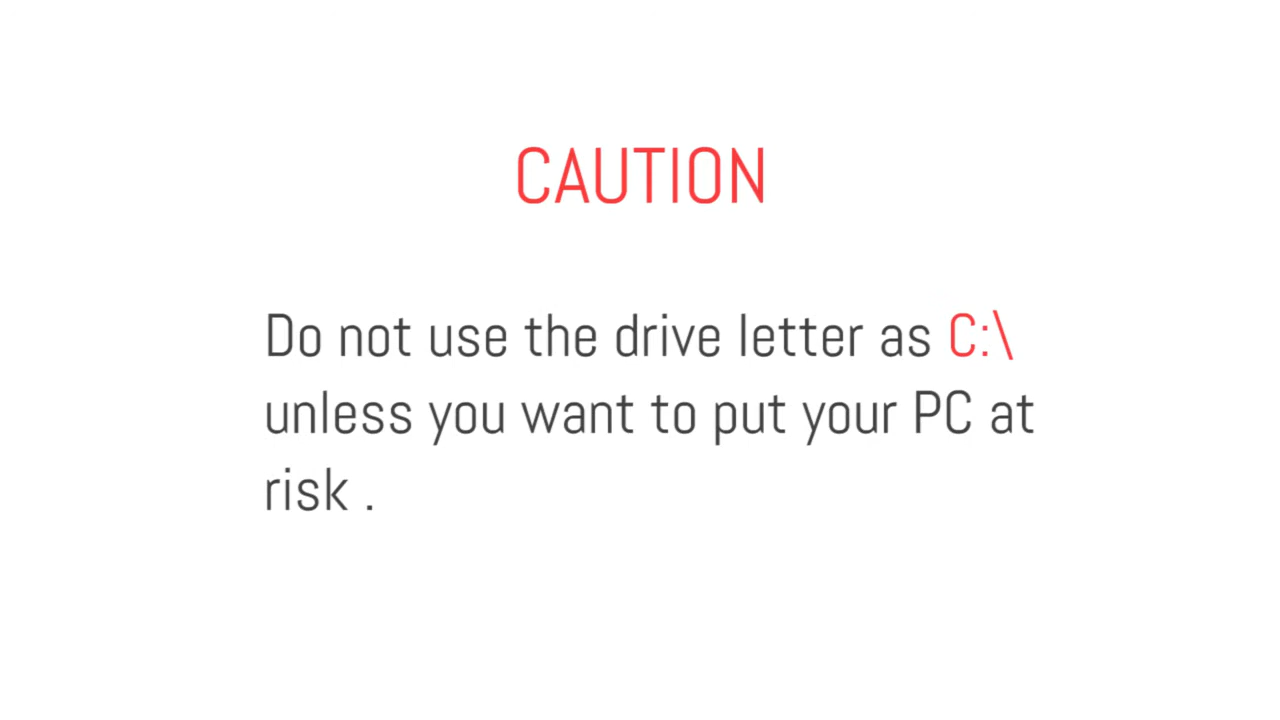 CAUTION
Do not use the drive letter as C:\
unless you want to put your PC at
risk .